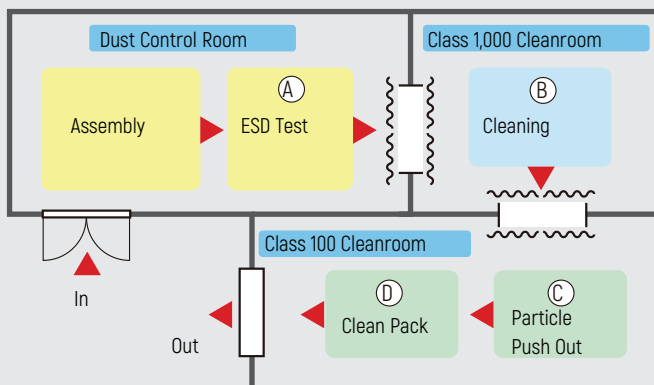 Dust Control Room
Class 1,000 Cleanroom
Assembly
A
ESD Test
B
Cleaning
Class 100 Cleanroom
In
Out
D
Clean Pack
C
Particle
Push Out